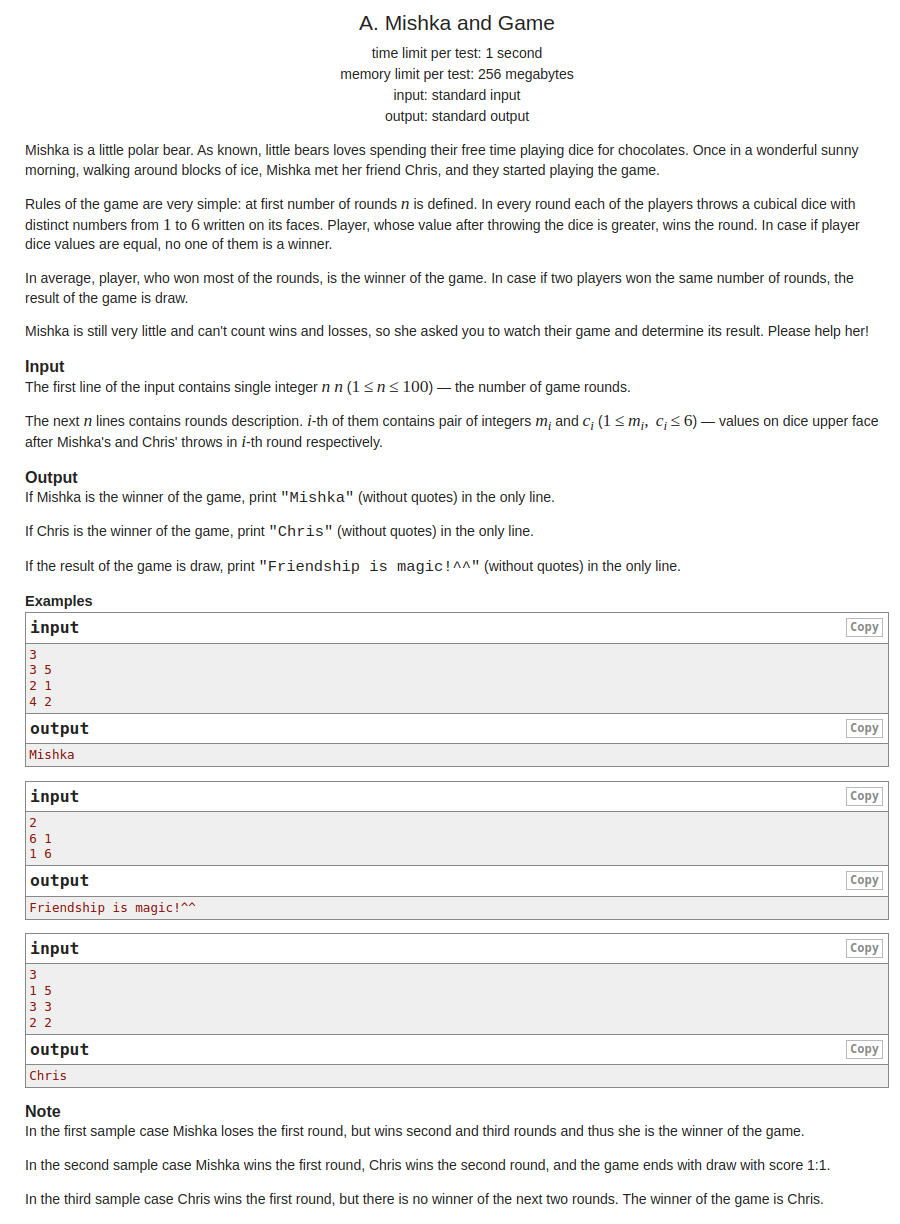 A. Mishka and Game
time limit per test: 1 second
memory limit per test: 256 megabytes
input: standard input
output: standard output
Mishka is a little polar bear. As known, little bears loves spending their free time playing dice for chocolates. Once in a wonderful sunny
morning, walking around blocks of ice, Mishka met her friend Chris, and they started playing the game.
Rules of the game are very simple: at first number of rounds n is defined. In every round each of the players throws a cubical dice with
distinct numbers from 1 to 6 written on its faces. Player, whose value after throwing the dice is greater, wins the round. In case if player
dice values are equal, no one of them is a winner.
In average, player, who won most of the rounds, is the winner of the game. In case if two players won the same number of rounds, the
result of the game is draw.
Mishka is still very little and can't count wins and losses, so she asked you to watch their game and determine its result. Please help her!
Input
The first line of the input contains single integer n n (1 ≤ n ≤ 100) — the number of game rounds.
The next n lines contains rounds description. i-th of them contains pair of integers mi and ci (1 ≤ mi, ci ≤ 6) — values on dice upper face
after Mishka's and Chris' throws in i-th round respectively.
Output
If Mishka is the winner of the game, print "Mishka" (without quotes) in the only line.
If Chris is the winner of the game, print "Chris" (without quotes) in the only line.
If the result of the game is draw, print "Friendship is magic!^^" (without quotes) in the only line.
Examples
input Copy
3
3 5
2 1
4 2
output Copy
Mishka
input Copy
2
6 1
1 6
output Copy
Friendship is magic!^^
input Copy
3
1 5
3 3
2 2
output Copy
Chris
Note
In the first sample case Mishka loses the first round, but wins second and third rounds and thus she is the winner of the game.
In the second sample case Mishka wins the first round, Chris wins the second round, and the game ends with draw with score 1:1.
In the third sample case Chris wins the first round, but there is no winner of the next two rounds. The winner of the game is Chris.